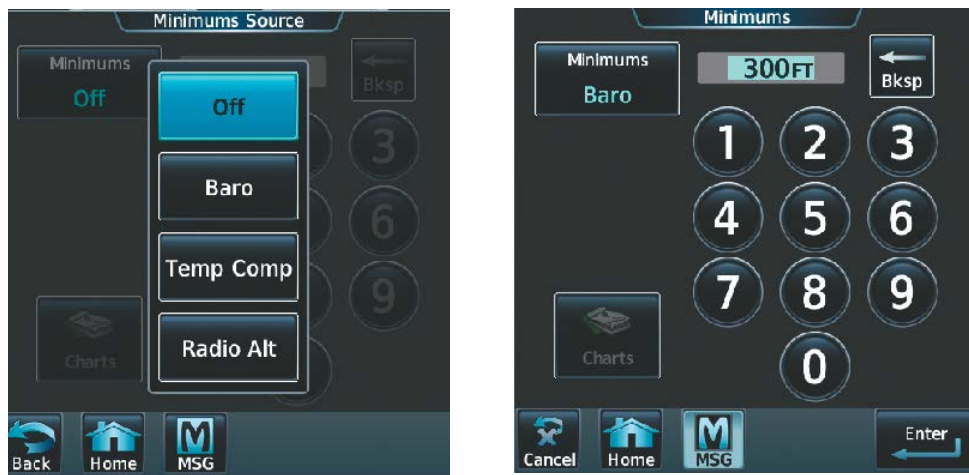 Minimums Source
Minimums
Off
Bksp
Off
3
Baro
6
Temp Comp
9
Radio Alt
Charts
Back
Home
MSG
Minimums
Minimums
Baro
300FT
Bksp
1 2 3
4 5 6
7 8 9
Charts
0
Cancel
Home
MSG
Enter